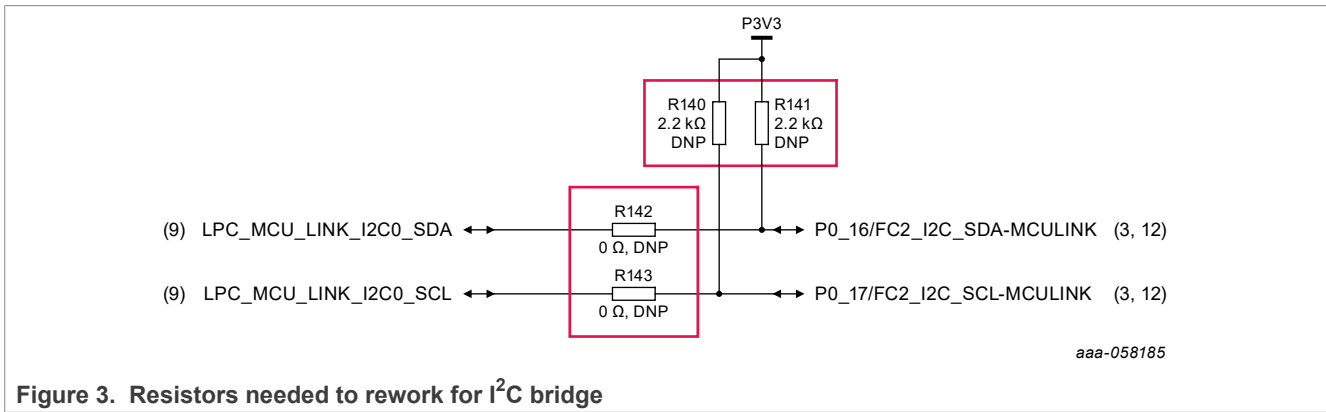 P3V3
R140
2.2 kΩ
DNP
R141
2.2 kΩ
DNP
R142
(9) LPC_MCU_LINK_I2C0_SDA
P0_16/FC2_I2C_SDA-MCULINK (3, 12)
0 Ω, DNP
R143
(9) LPC_MCU_LINK_I2C0_SCL
P0_17/FC2_I2C_SCL-MCULINK (3, 12)
0 Ω, DNP
aaa-058185
Figure 3. Resistors needed to rework for I²C bridge